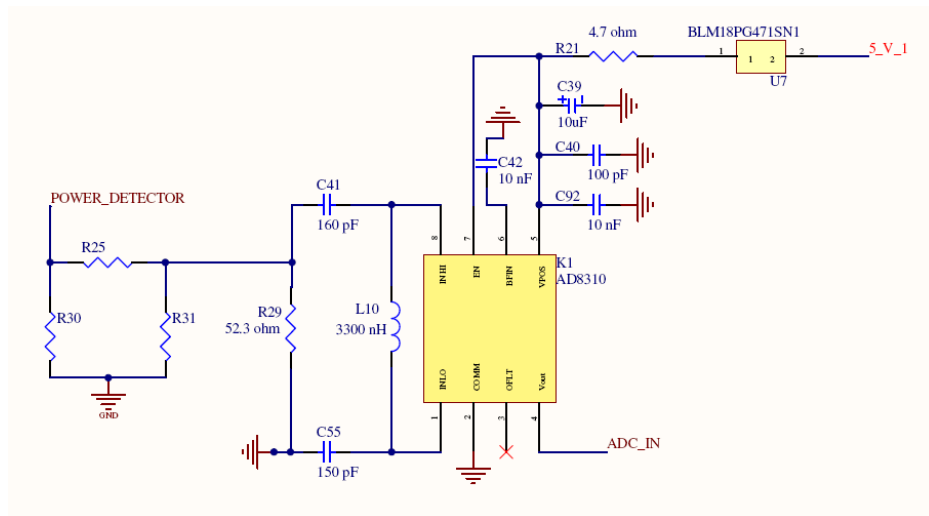 4.7 ohm
BLM18PG471SN1
R21
1
1 2
2
5_V_1
U7
C39
+
10uF
C42
10 nF
C40
100 pF
C92
10 nF
POWER_DETECTOR
C41
160 pF
R25
8
7
6
5
INHI
EN
BFIN
VPOS
K1
AD8310
R30
R31
R29
52.3 ohm
L10
3300 nH
GND
INLO
COMM
OFLT
Vout
1
2
3
4
C55
150 pF
ADC_IN